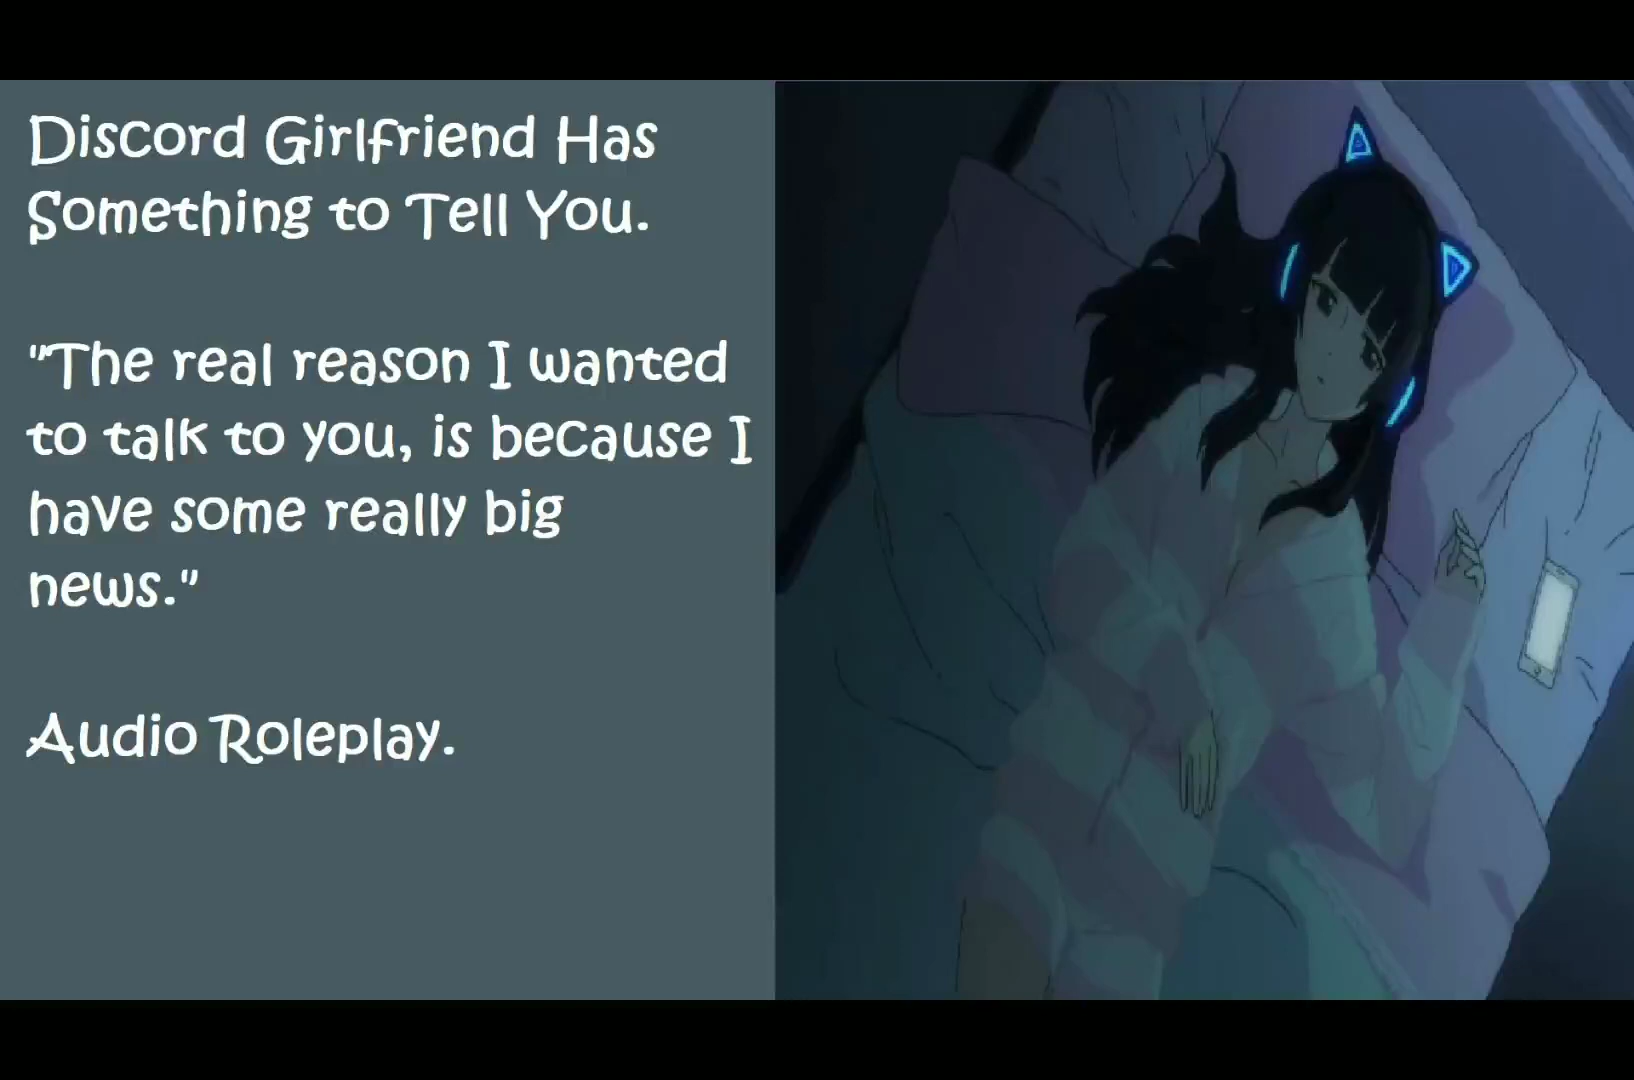 Discord Girlfriend Has
Something to Tell You.
"The real reason I wanted
to talk to you, is because I
have some really big
news."
Audio Roleplay.